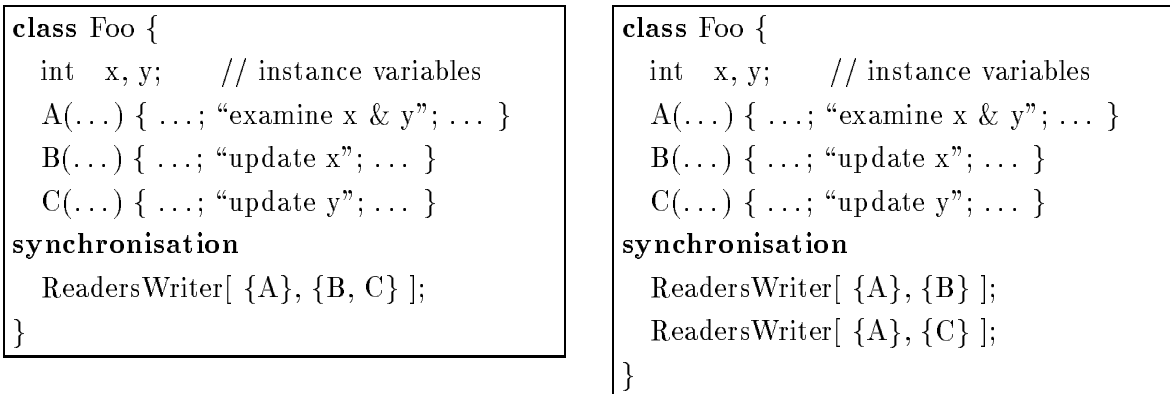 class Foo {
int x, y; // instance variables
A(...) { ...; “examine x & y”; ... }
B(...) { ...; “update x”; ... }
C(...) { ...; “update y”; ... }
synchronisation
ReadersWriter[ {A}, {B, C} ];
}
class Foo {
int x, y; // instance variables
A(...) { ...; “examine x & y”; ... }
B(...) { ...; “update x”; ... }
C(...) { ...; “update y”; ... }
synchronisation
ReadersWriter[ {A}, {B} ];
ReadersWriter[ {A}, {C} ];
}